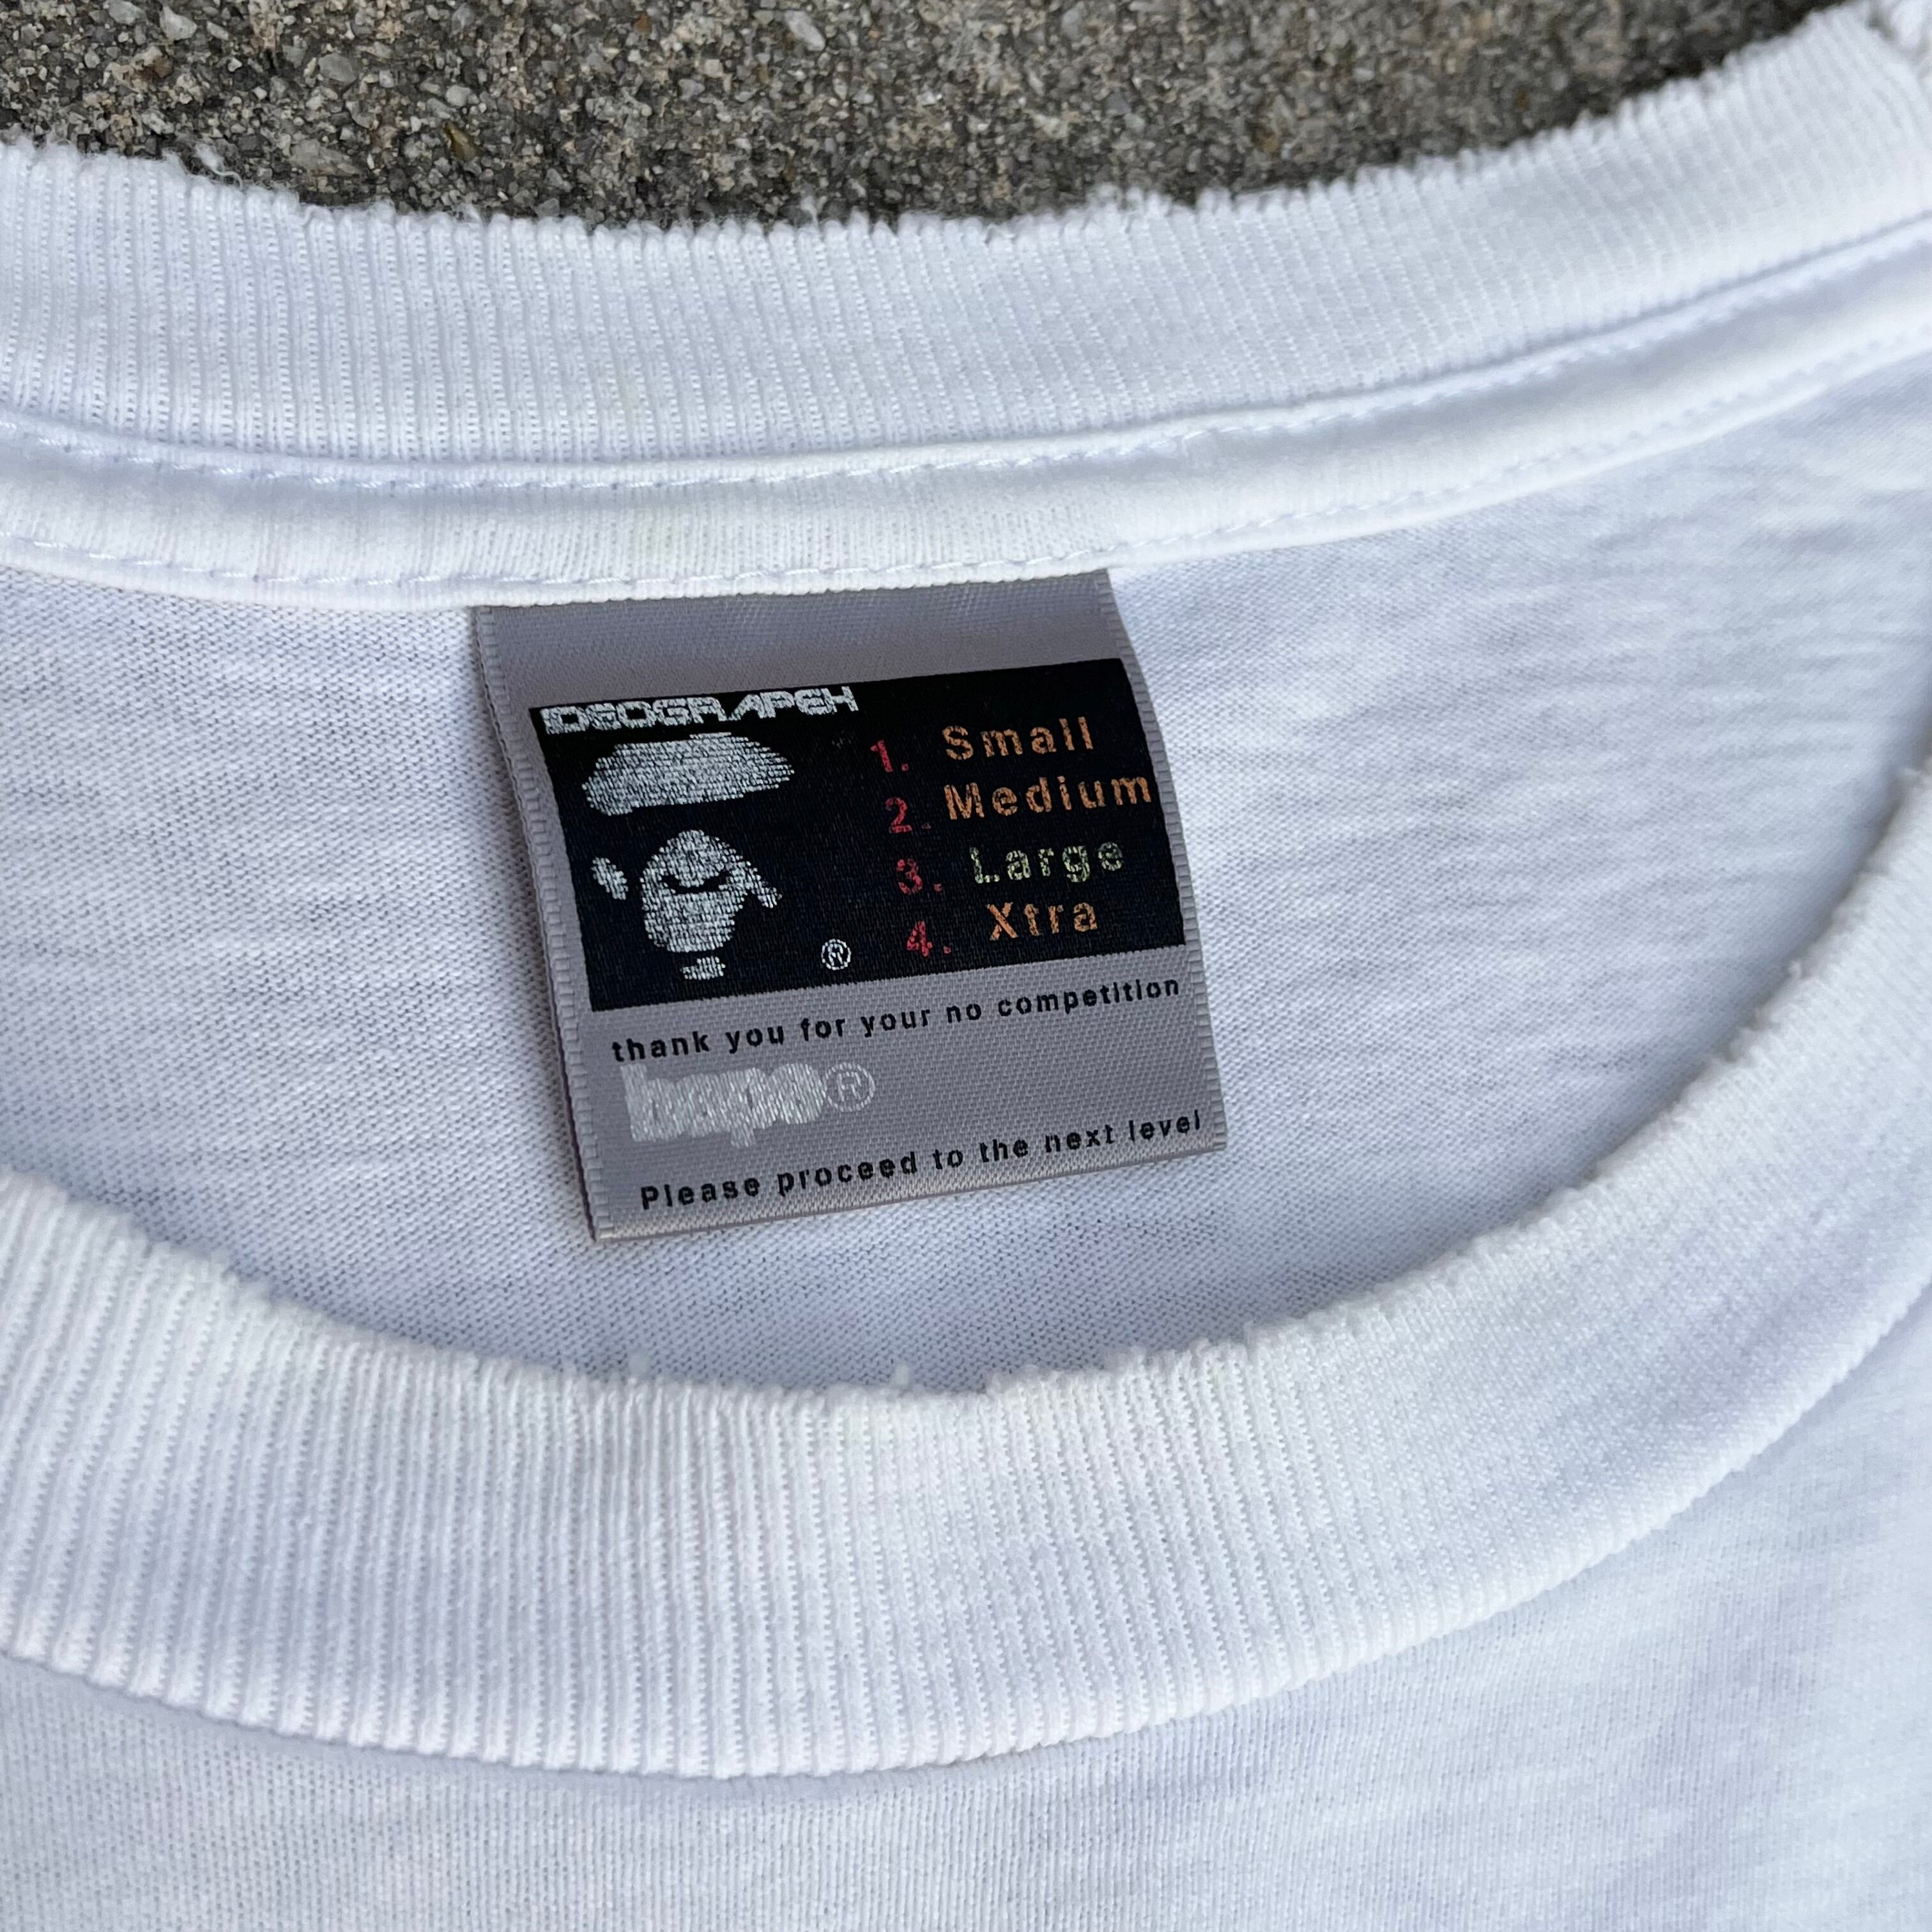 IDEOGRAPEH
1. Small
2. Medium
3. Large
4. Xtra
®
thank you for your no competition
bape®
Please proceed to the next level